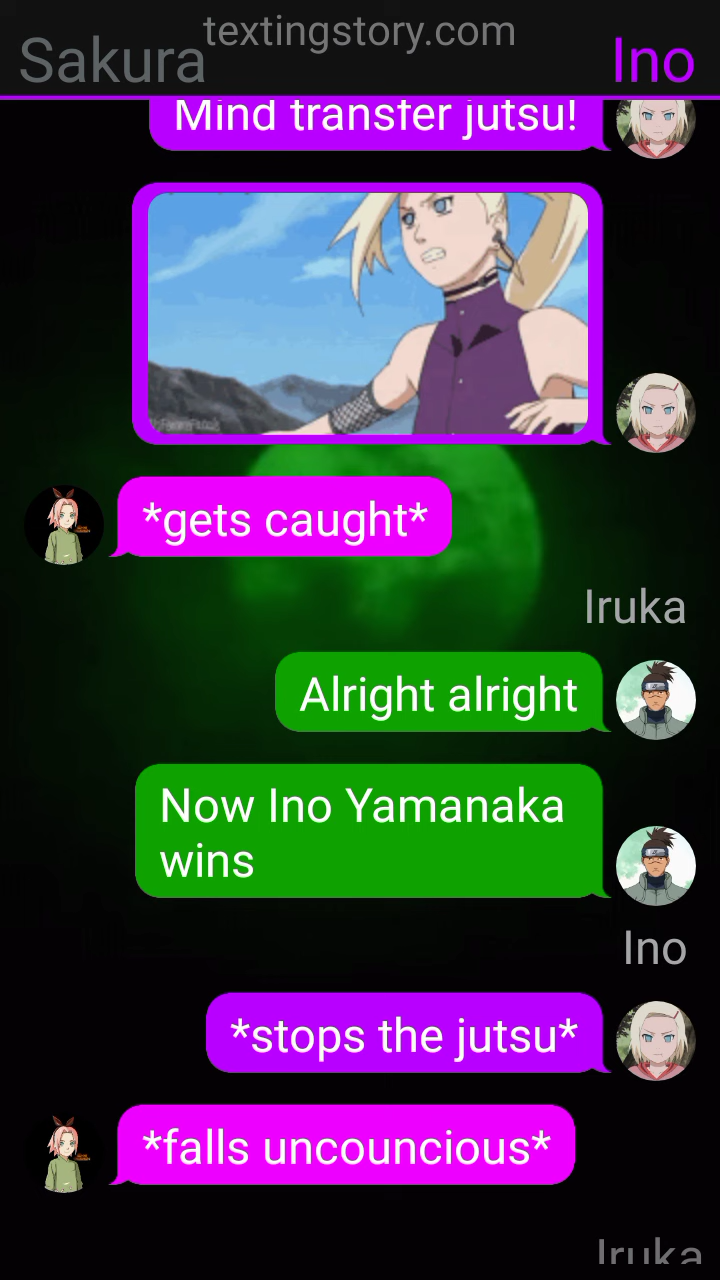 textingstory.com
Sakura
Ino
Mind transfer jutsu!
*gets caught*
Iruka
Alright alright
Now Ino Yamanaka
wins
Ino
*stops the jutsu*
*falls uncouncious*
Iruka